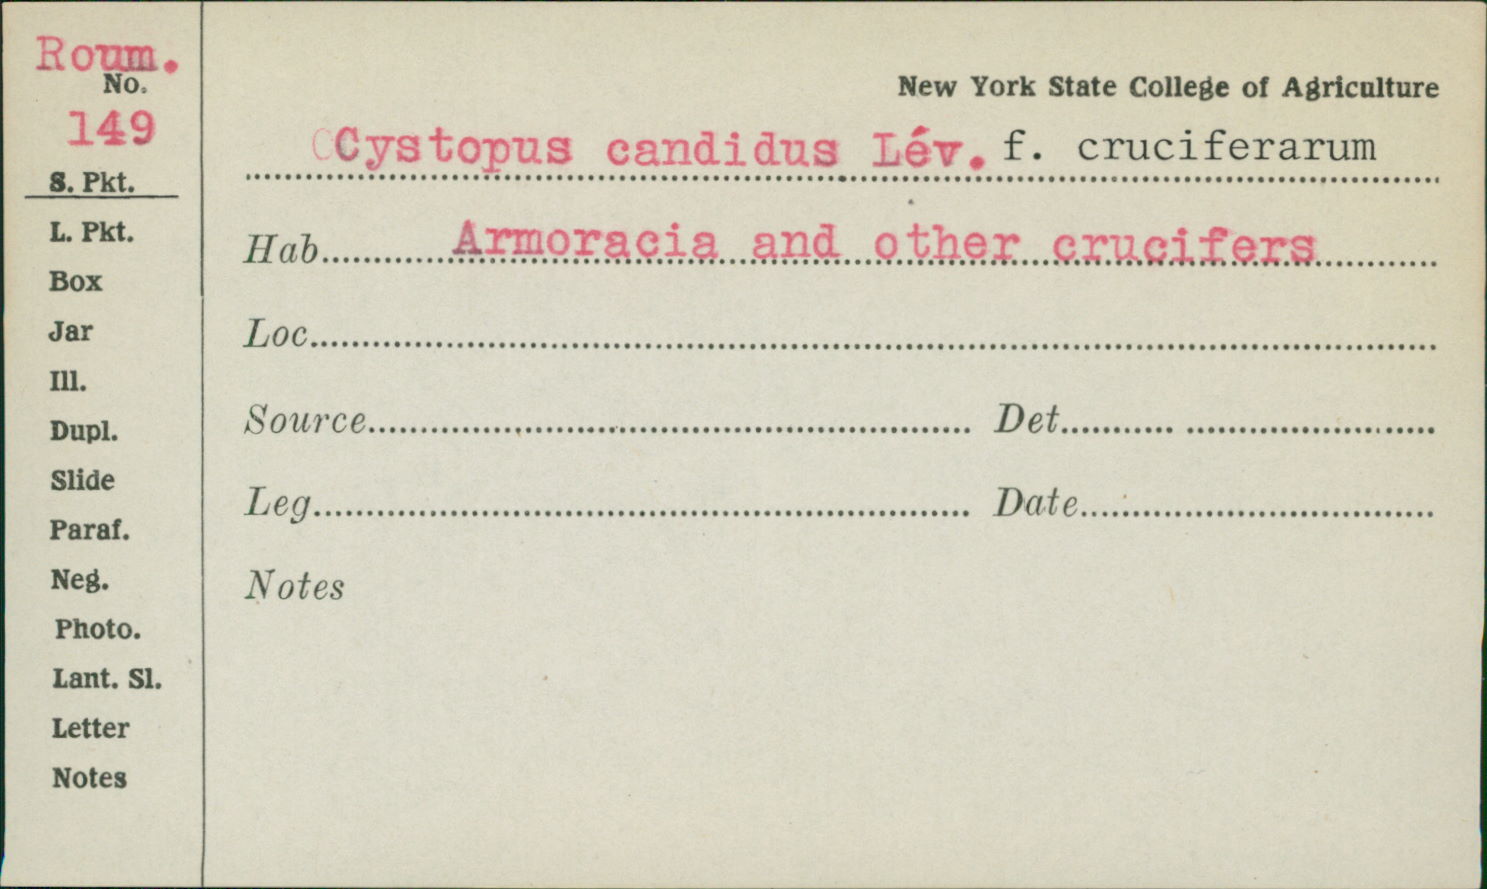 Roum.
No.
149
S. Pkt.
L. Pkt.
Box
Jar
Ill.
Dupl.
Slide
Paraf.
Neg.
Photo.
Lant. Sl.
Letter
Notes
New York State College of Agriculture
Cystopus candidus Lév. f. cruciferarum
Hab. Armoracia and other crucifers
Loc.
Source Det.
Leg. Date
Notes